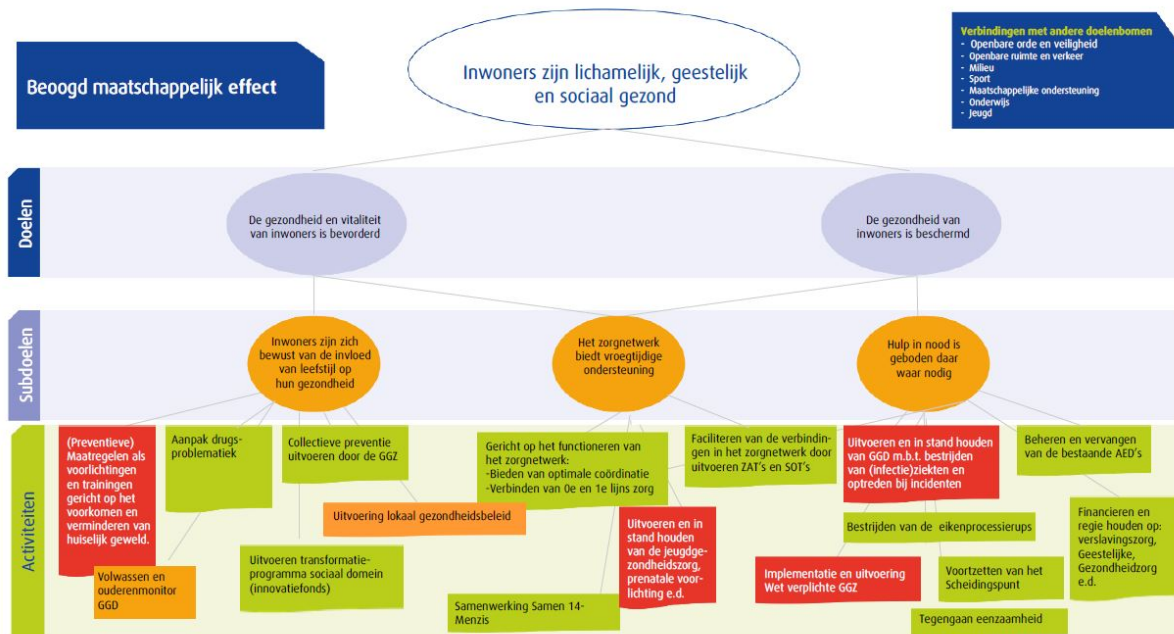 Beoogd maatschappelijk effect
Inwoners zijn lichamelijk, geestelijk
en sociaal gezond
Verbindingen met andere doelenbomen
- Openbare orde en veiligheid
- Openbare ruimte en verkeer
- Milieu
- Sport
- Maatschappelijke ondersteuning
- Onderwijs
- Jeugd
Doelen
De gezondheid en vitaliteit
van inwoners is bevorderd
De gezondheid van
inwoners is beschermd
Subdoelen
Inwoners zijn zich
bewust van de invloed
van leefstijl op
hun gezondheid
Het zorgnetwerk
biedt vroegtijdige
ondersteuning
Hulp in nood is
geboden daar
waar nodig
Activiteiten
(Preventieve)
Maatregelen als
voorlichtingen
en trainingen
gericht op het
voorkomen en
verminderen van
huiselijk geweld.
Aanpak drugs-
problematiek
Collectieve preventie
uitvoeren door de GGZ
Uitvoering lokaal gezondheidsbeleid
Volwassen en
ouderenmonitor
GGD
Uitvoeren transformatie-
programma sociaal domein
(innovatiefonds)
Gericht op het functioneren van
het zorgnetwerk:
-Bieden van optimale coördinatie
-Verbinden van 0e en 1e lijns zorg
Samenwerking Samen 14-
Menzis
Uitvoeren en in
stand houden
van de jeugdge-
zondheidszorg,
prenatale voor-
lichting e.d.
Faciliteren van de verbindin-
gen in het zorgnetwerk door
uitvoeren ZAT's en SOT's
Uitvoeren en in stand houden
van GGD m.b.t. bestrijden
van (infectie)ziekten en
optreden bij incidenten
Bestrijden van de eikenprocessierups
Implementatie en uitvoering
Wet verplichte GGZ
Voortzetten van het
Scheidingspunt
Tegengaan eenzaamheid
Beheren en vervangen
van de bestaande AED's
Financieren en
regie houden op:
verslavingszorg,
Geestelijke,
Gezondheidzorg
e.d.